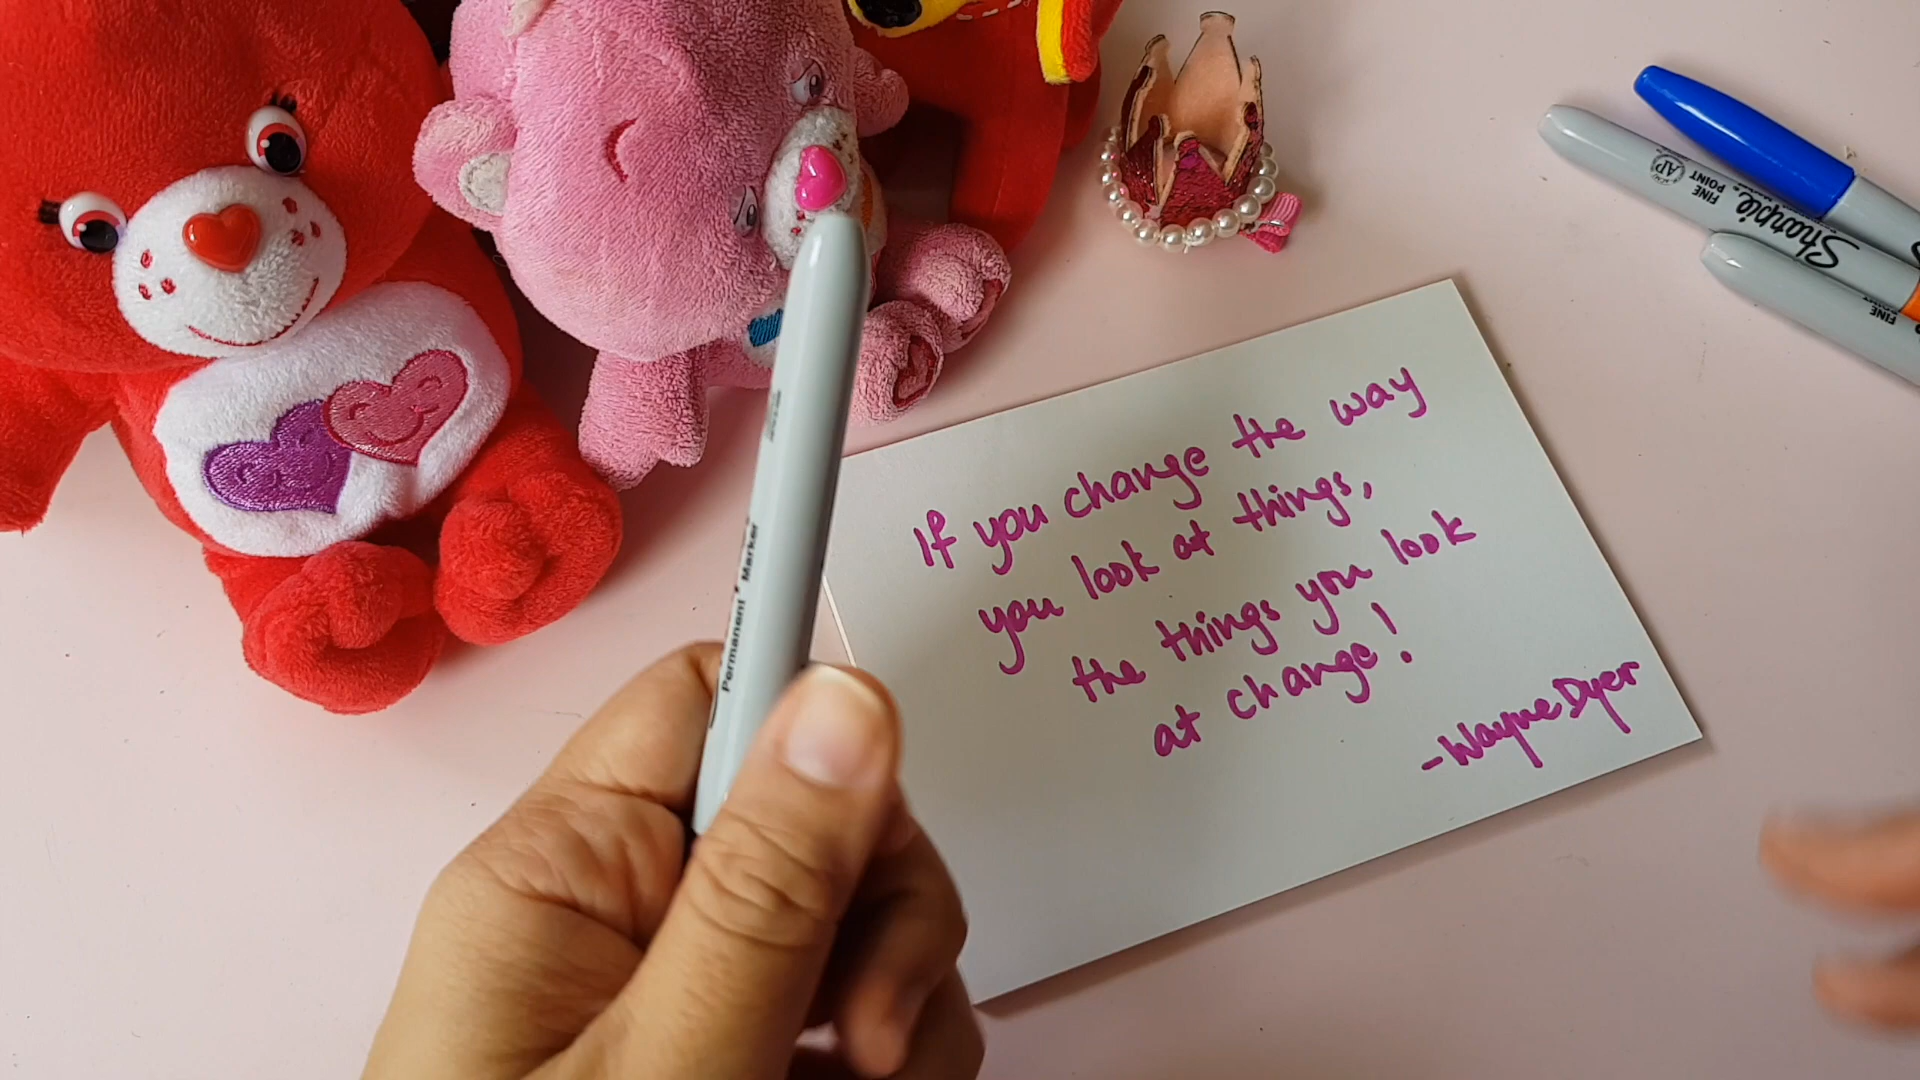 If you change the way
you look at things,
the things you look
at change!
-Wayne Dyer
Permanent Marker
AP
FINE
POINT
Sharpie
FINE